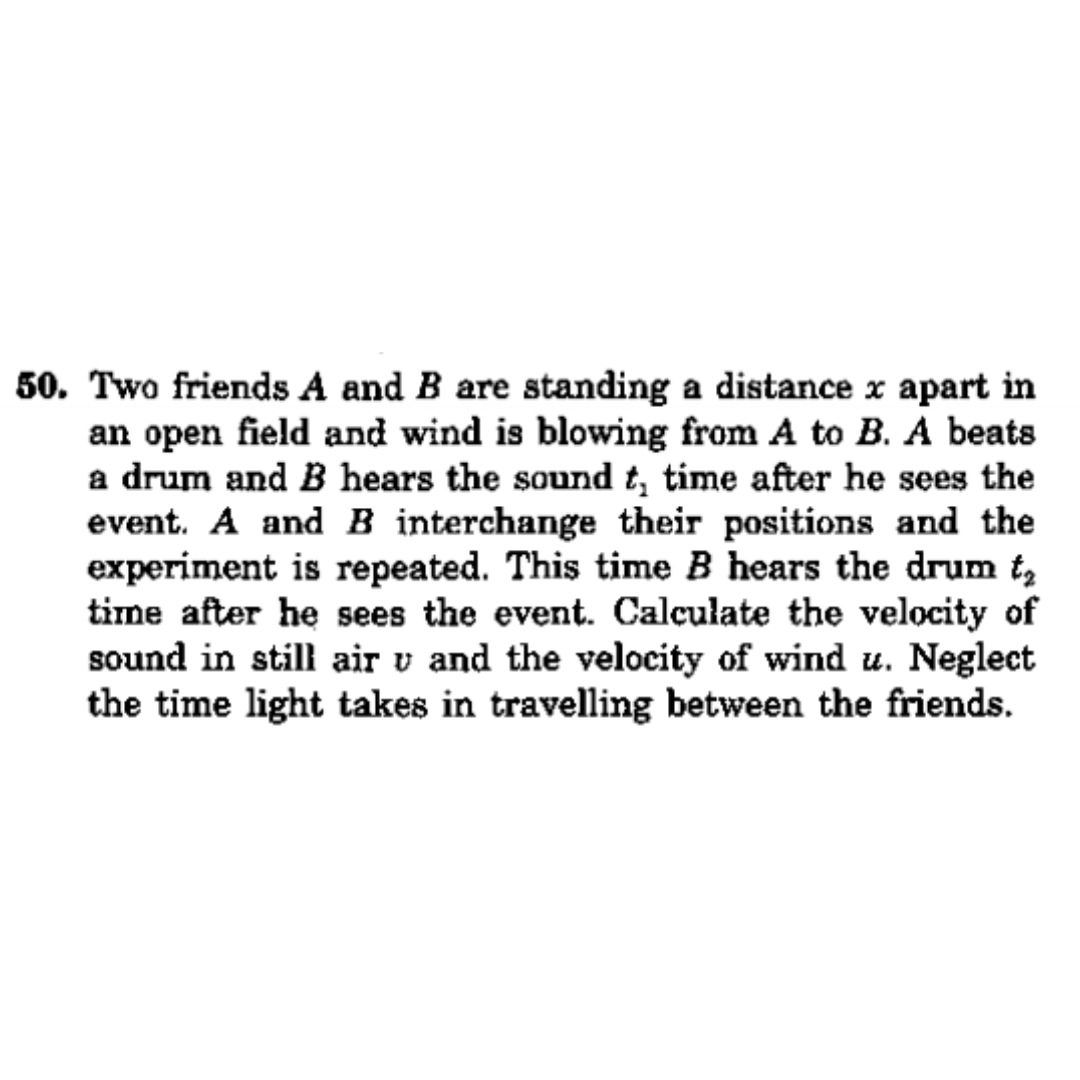 50. Two friends A and B are standing a distance x apart in
an open field and wind is blowing from A to B. A beats
a drum and B hears the sound t₁ time after he sees the
event. A and B interchange their positions and the
experiment is repeated. This time B hears the drum t₂
time after he sees the event. Calculate the velocity of
sound in still air v and the velocity of wind u. Neglect
the time light takes in travelling between the friends.